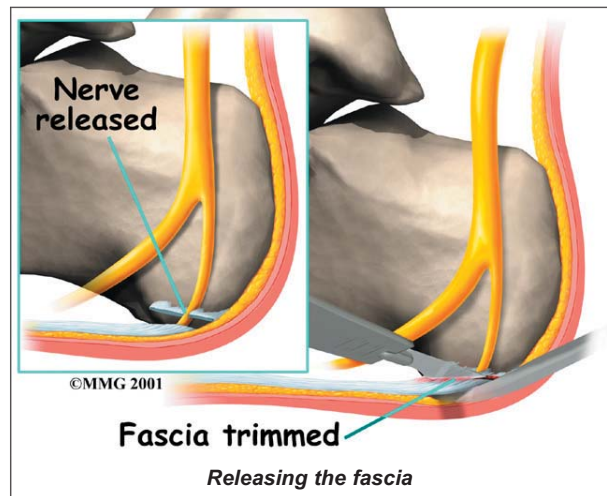 Nerve
released
©MMG 2001
Fascia trimmed
Releasing the fascia